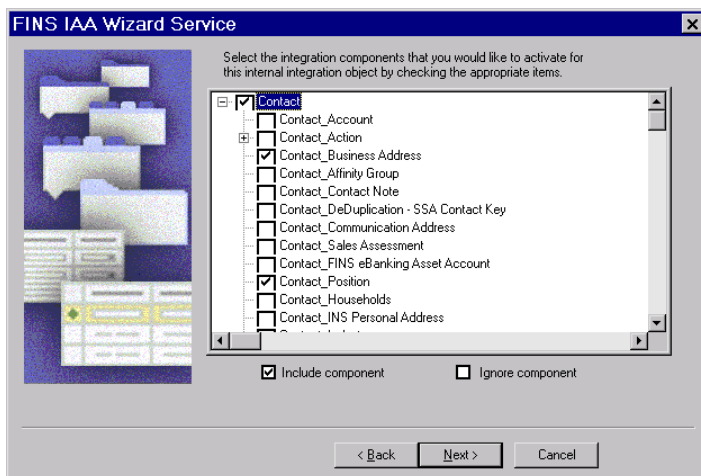 FINS IAA Wizard Service
Select the integration components that you would like to activate for
this internal integration object by checking the appropriate items.
Contact
Contact_Account
Contact_Action
Contact_Business Address
Contact_Affinity Group
Contact_Contact Note
Contact_DeDuplication - SSA Contact Key
Contact_Communication Address
Contact_Sales Assessment
Contact_FINS eBanking Asset Account
Contact_Position
Contact_Households
Contact_INS Personal Address
Include component Ignore component
< Back Next > Cancel